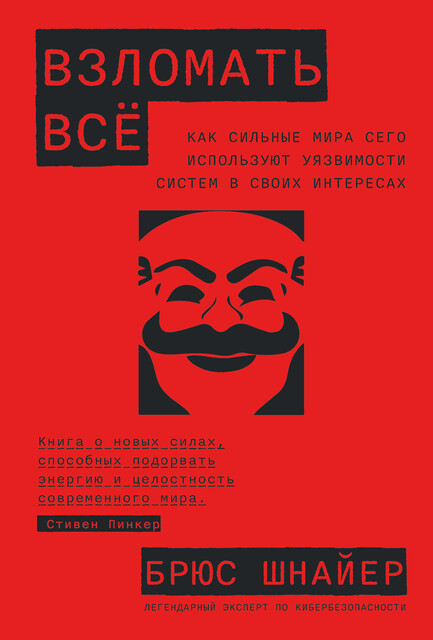 ВЗЛОМАТЬ
ВСЁ
КАК СИЛЬНЫЕ МИРА СЕГО
ИСПОЛЬЗУЮТ УЯЗВИМОСТИ
СИСТЕМ В СВОИХ ИНТЕРЕСАХ
Книга о новых силах,
способных подорвать
энергию и целостность
современного мира.
Стивен Пинкер
БРЮС ШНАЙЕР
ЛЕГЕНДАРНЫЙ ЭКСПЕРТ ПО КИБЕРБЕЗОПАСНОСТИ